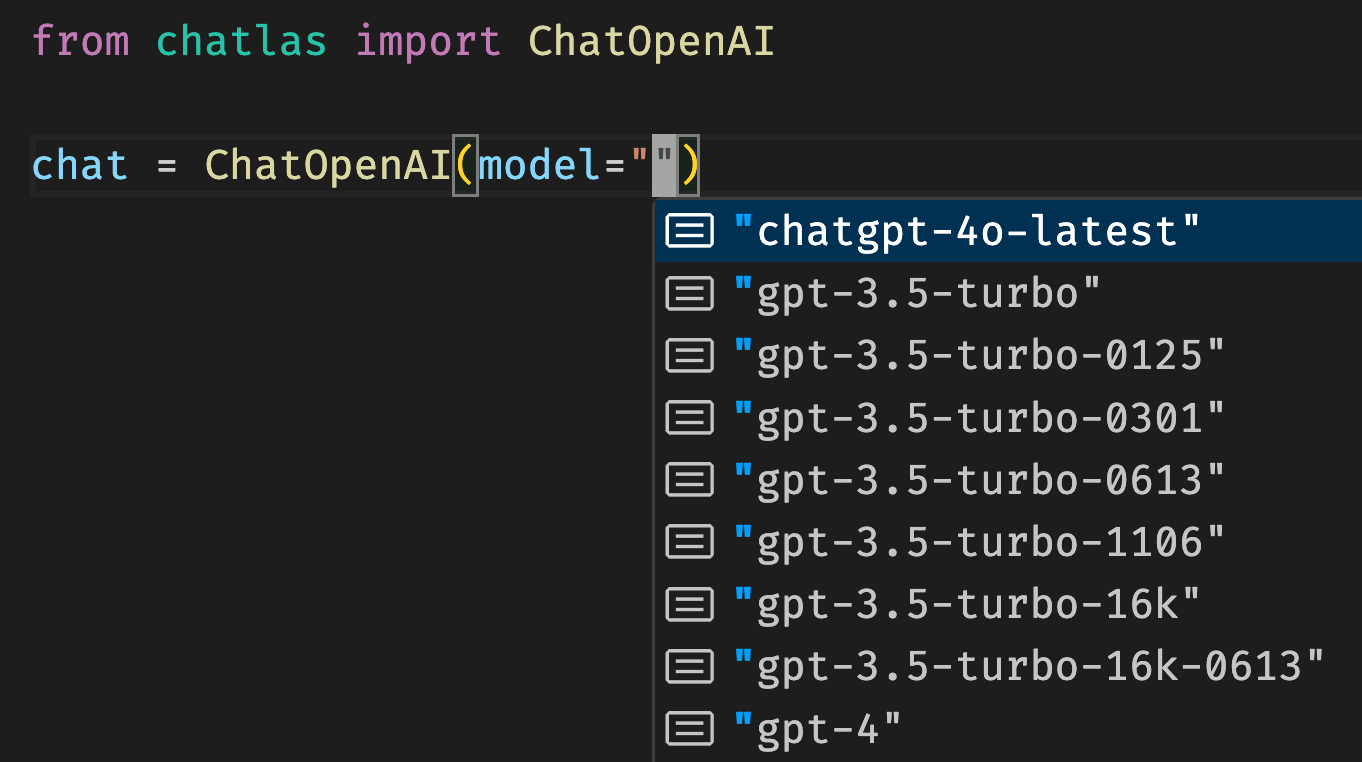 from chatlas import ChatOpenAI
chat = ChatOpenAI(model="")
"chatgpt-4o-latest"
"gpt-3.5-turbo"
"gpt-3.5-turbo-0125"
"gpt-3.5-turbo-0301"
"gpt-3.5-turbo-0613"
"gpt-3.5-turbo-1106"
"gpt-3.5-turbo-16k"
"gpt-3.5-turbo-16k-0613"
"gpt-4"